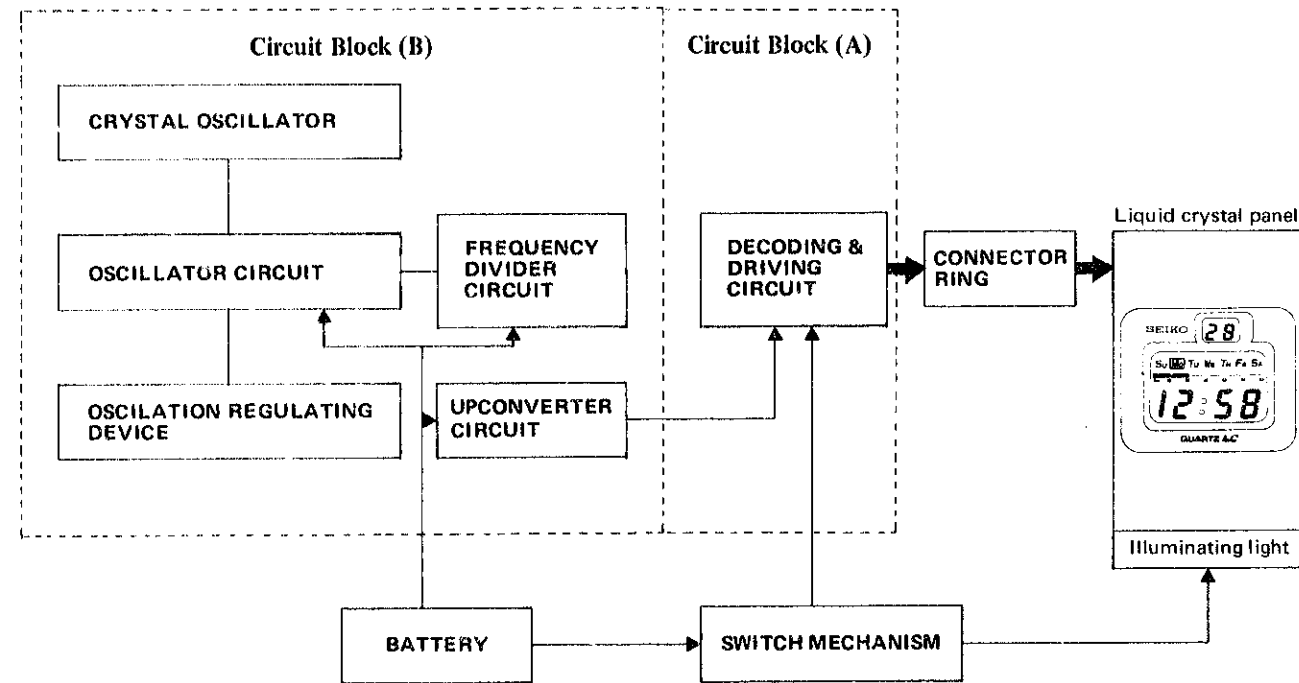 Circuit Block (B)
Circuit Block (A)
CRYSTAL OSCILLATOR
OSCILLATOR CIRCUIT
FREQUENCY
DIVIDER
CIRCUIT
OSCILATION REGULATING
DEVICE
UPCONVERTER
CIRCUIT
DECODING &
DRIVING
CIRCUIT
CONNECTOR
RING
Liquid crystal panel
SEIKO
28
SU MO TU WE TH FR SA
12:58
QUARTZ LC
Illuminating light
BATTERY
SWITCH MECHANISM